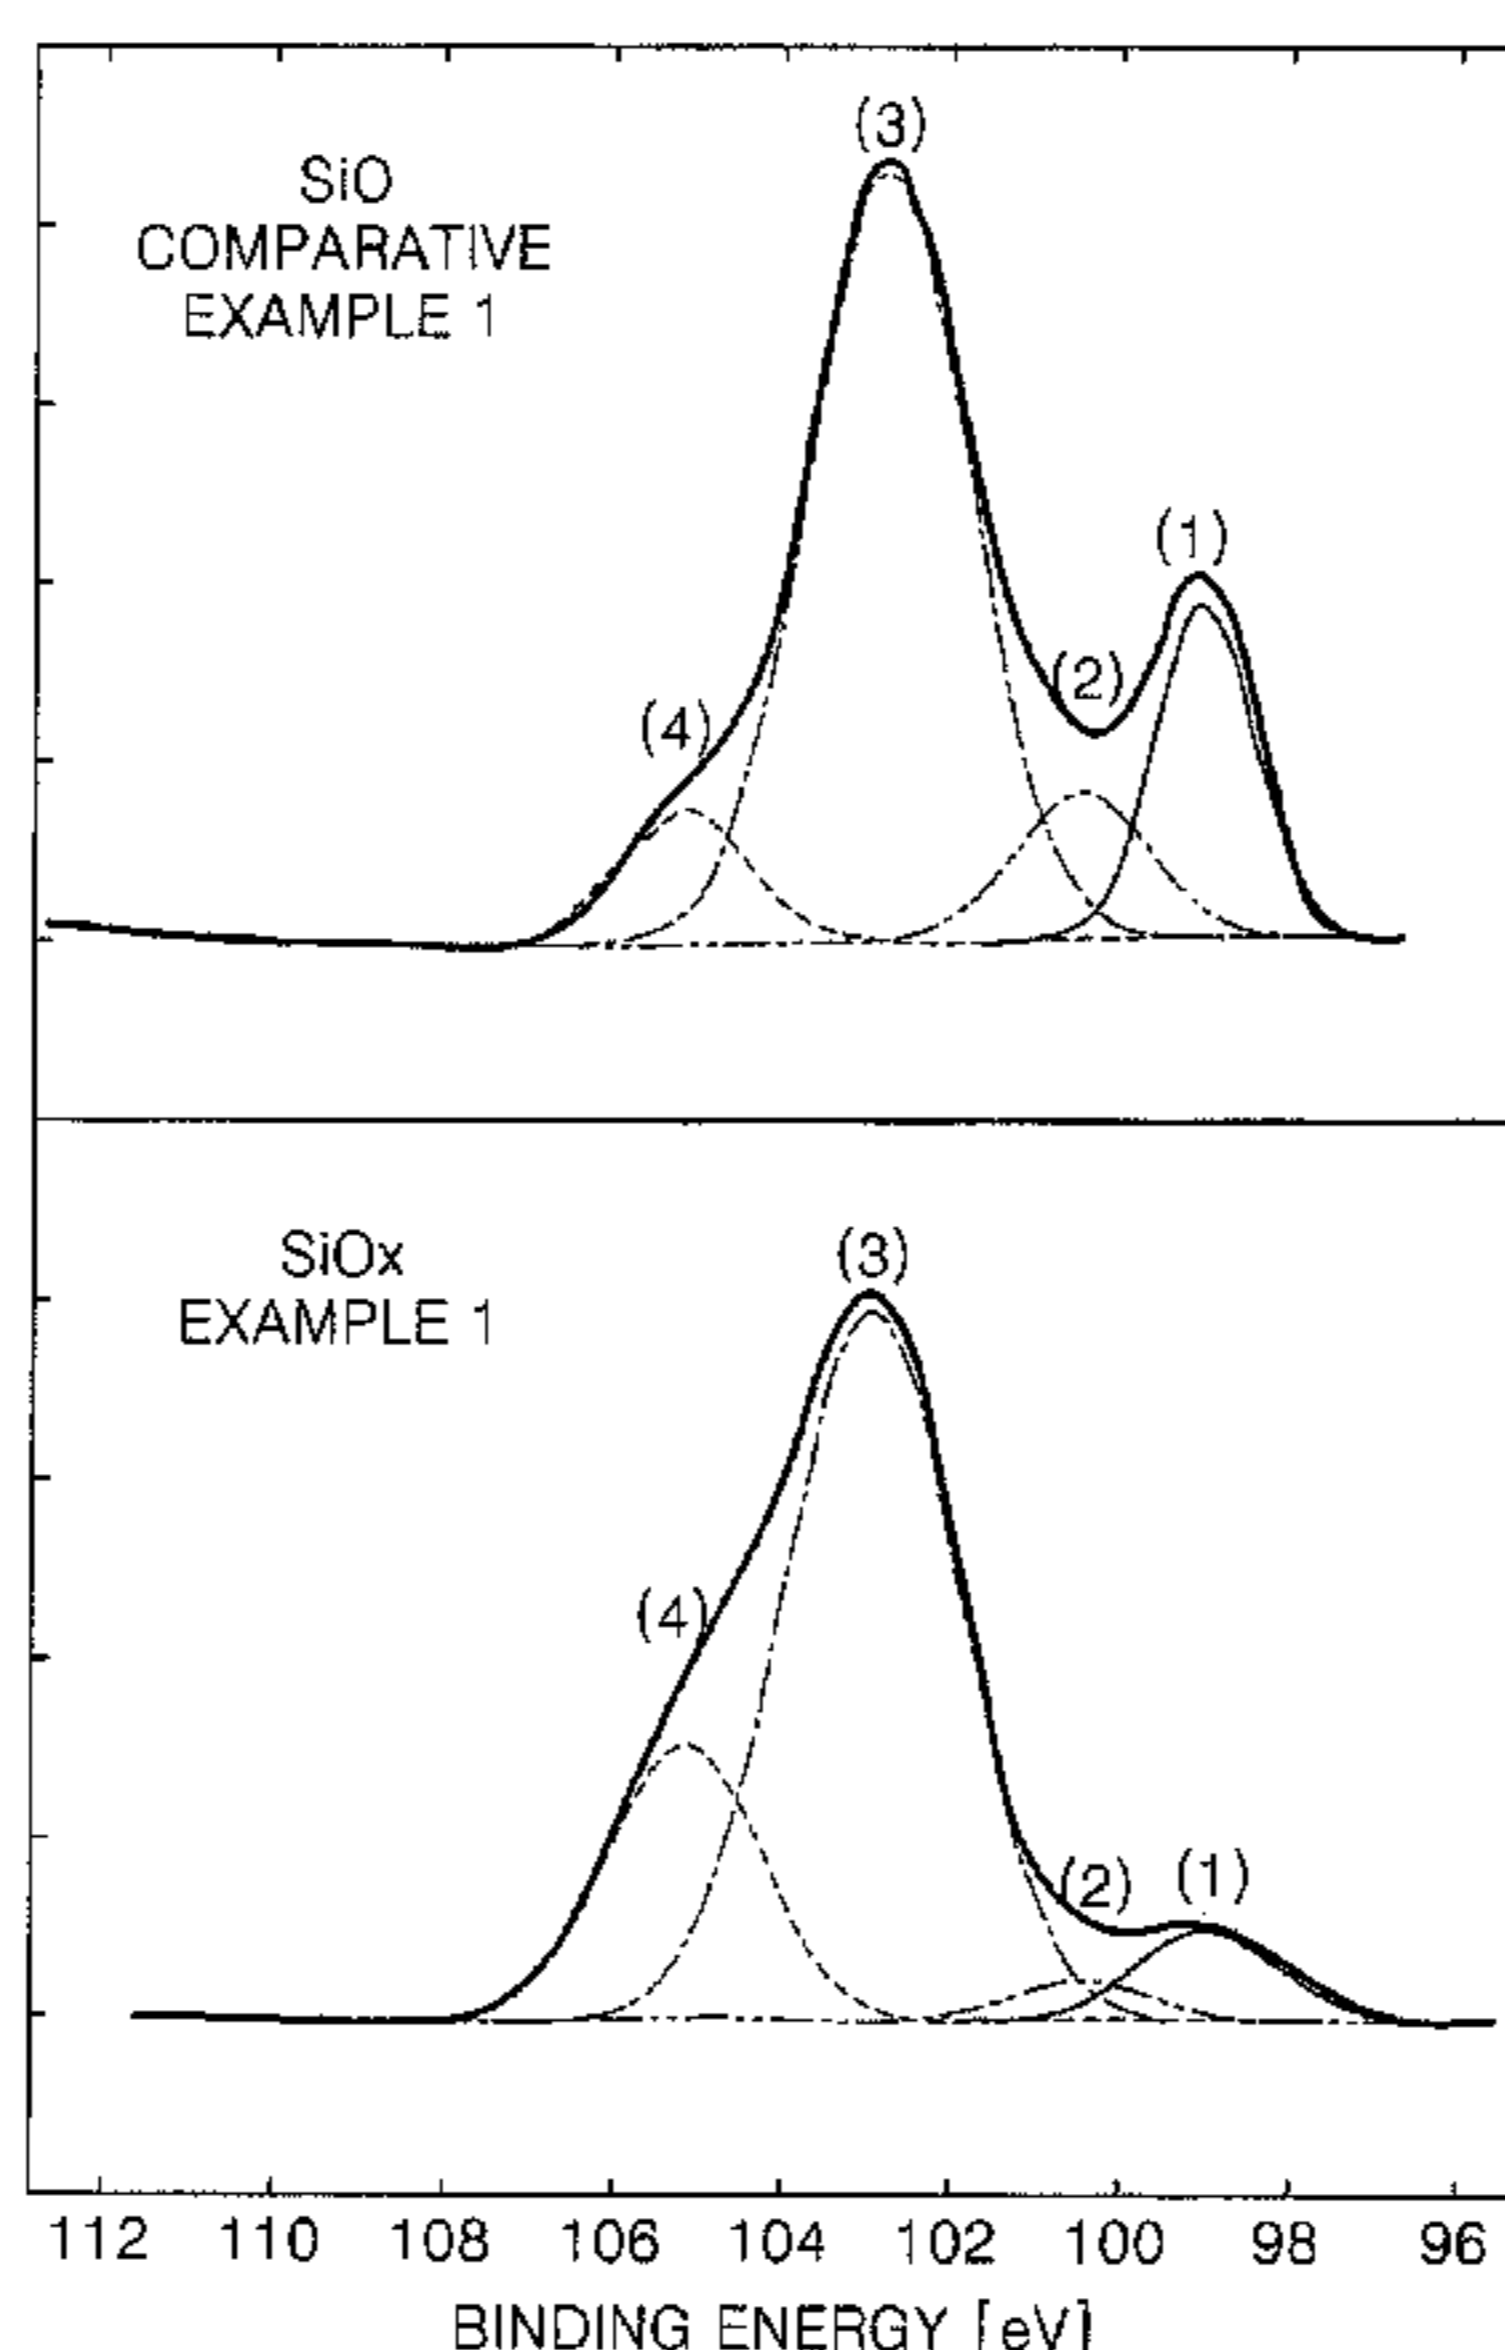 (3)
SiO
COMPARATIVE
EXAMPLE 1
(1)
(2)
(4)
(3)
SiOx
EXAMPLE 1
(4)
(2)
(1)
112 110 108 106 104 102 100 98 96
BINDING ENERGY [eV]